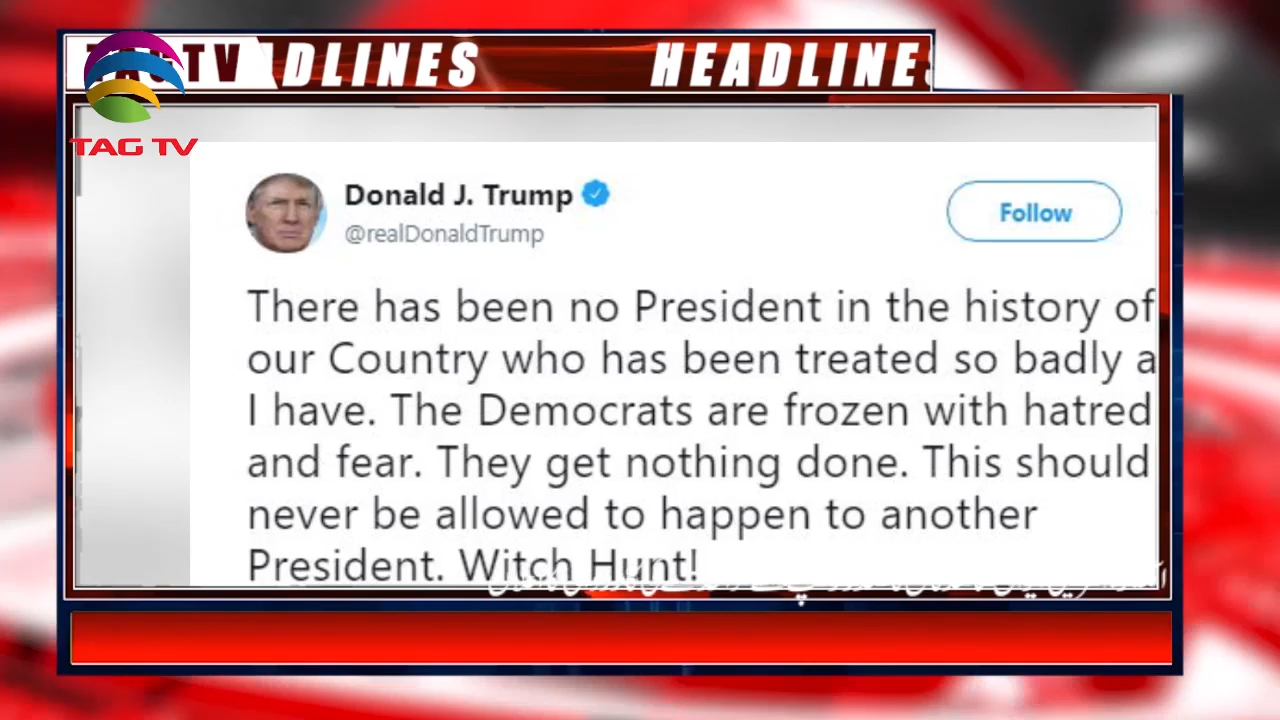 TAG TV
DLINES
HEADLINE
TAG TV
Donald J. Trump
@realDonaldTrump
Follow
There has been no President in the history of
our Country who has been treated so badly a
I have. The Democrats are frozen with hatred
and fear. They get nothing done. This should
never be allowed to happen to another
President. Witch Hunt!